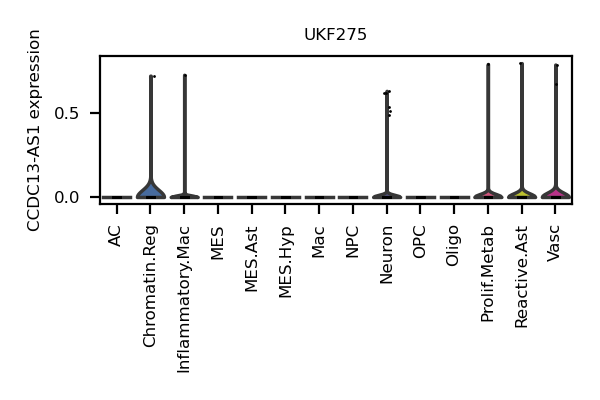 UKF275
CCDC13-AS1 expression
0.5
0.0
AC
Chromatin.Reg
Inflammatory.Mac
MES
MES.Ast
MES.Hyp
Mac
NPC
Neuron
OPC
Oligo
Prolif.Metab
Reactive.Ast
Vasc